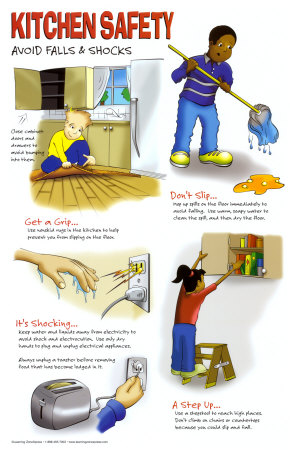 KITCHEN SAFETY
AVOID FALLS & SHOCKS
Close cabinet
doors and
drawers to
avoid bumping
into them.
Don't Slip...
Mop up spills on the floor immediately to
avoid falling. Use warm, soapy water to
clean the spill, and then dry the floor.
Get a Grip...
Use nonskid rugs in the kitchen to help
prevent you from slipping on the floor.
It's Shocking...
Keep water and liquids away from electricity to
avoid shock and electrocution. Use only dry
hands to plug and unplug electrical appliances.
Always unplug a toaster before removing
food that has become lodged in it.
A Step Up...
Use a stepstool to reach high places.
Don't climb on chairs or countertops
because you could slip and fall.